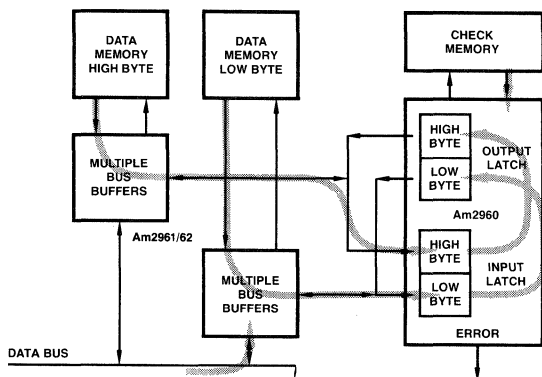 DATA
MEMORY
HIGH BYTE
DATA
MEMORY
LOW BYTE
CHECK
MEMORY
MULTIPLE
BUS
BUFFERS
HIGH
BYTE
OUTPUT
LATCH
LOW
BYTE
Am2960
Am2961/62
MULTIPLE
BUS
BUFFERS
HIGH
BYTE
INPUT
LATCH
LOW
BYTE
ERROR
DATA BUS